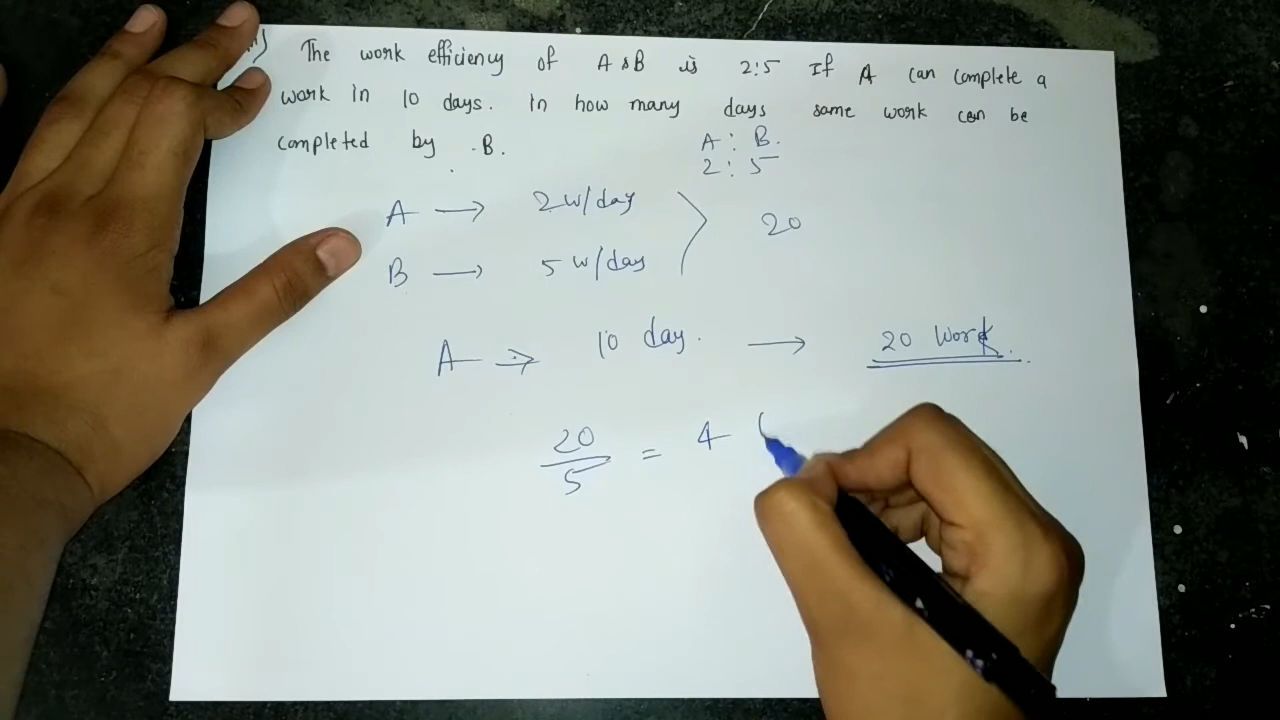 The work efficiency of A & B is 2:5 If A can complete a
work in 10 days. In how many days same work can be
completed by B.
A : B.
2 : 5
A → 2w/day
20
B → 5 w/day
A ⇒ 10 day. → 20 Work.
20
5
= 4